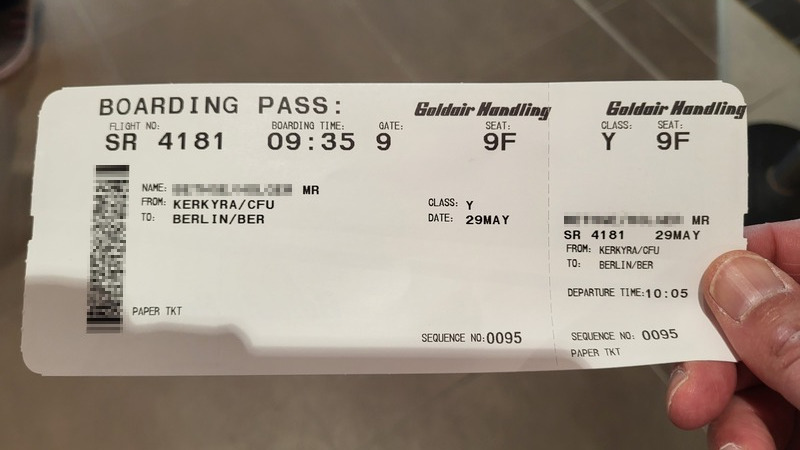 BOARDING PASS: Goldair Handling
FLIGHT NO: BOARDING TIME: GATE: SEAT:
SR 4181 09:35 9 9F
NAME: MR
FROM: KERKYRA/CFU CLASS: Y
TO: BERLIN/BER DATE: 29MAY
PAPER TKT
SEQUENCE NO:0095
Goldair Handling
CLASS: SEAT:
Y 9F
MR
SR 4181 29MAY
FROM: KERKYRA/CFU
TO: BERLIN/BER
DEPARTURE TIME:10:05
SEQUENCE NO: 0095
PAPER TKT